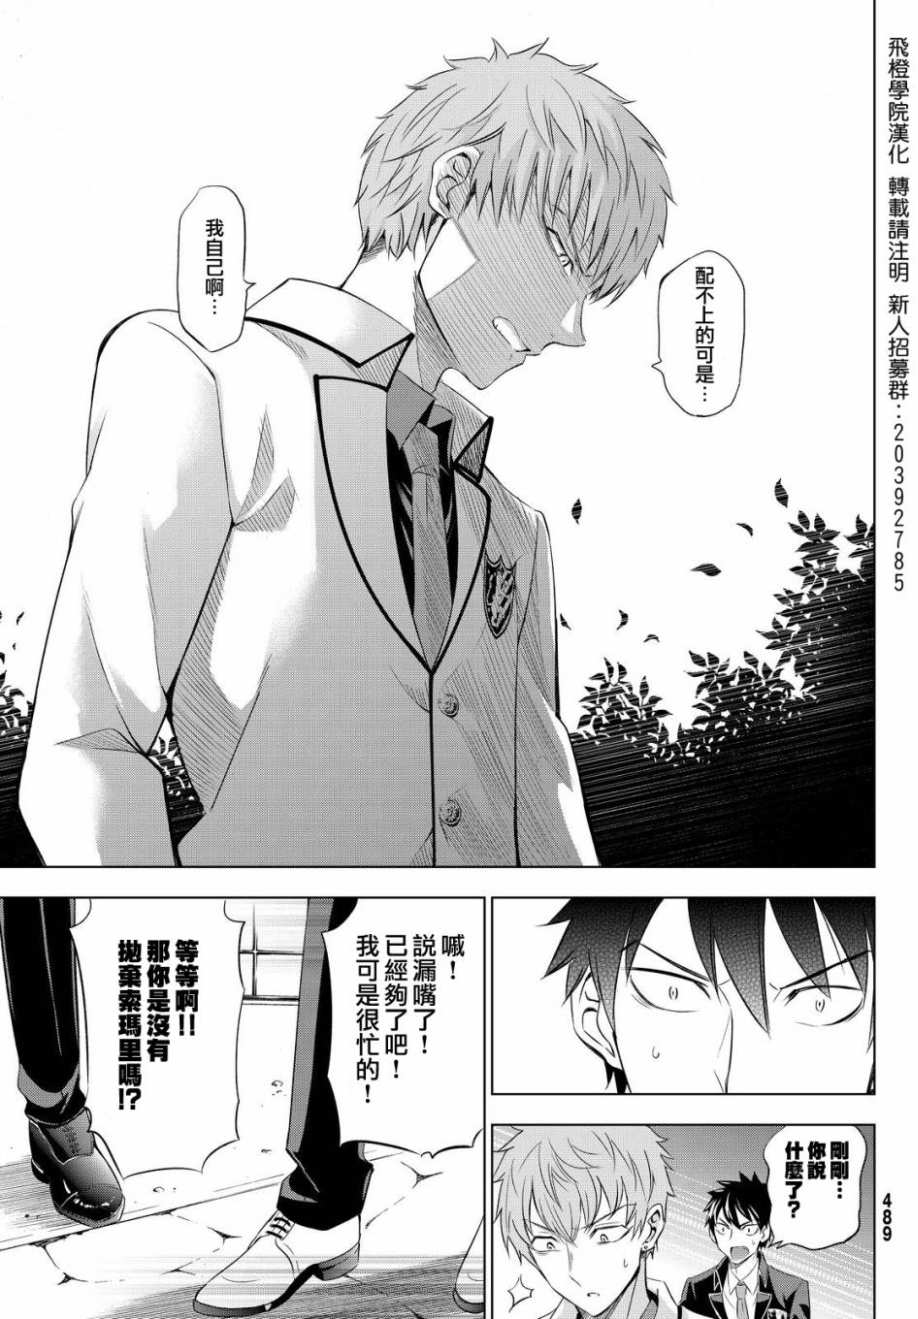 飛橙學院漢化 轉載請注明 新人招募群：20392785
配不上的可是…
我自己啊…
剛剛…
你說
什麼了？
嘁！
說漏嘴了！
已經夠了吧！
我可是很忙的！
等等啊!!
那你是沒有
拋棄索瑪里嗎!?
489